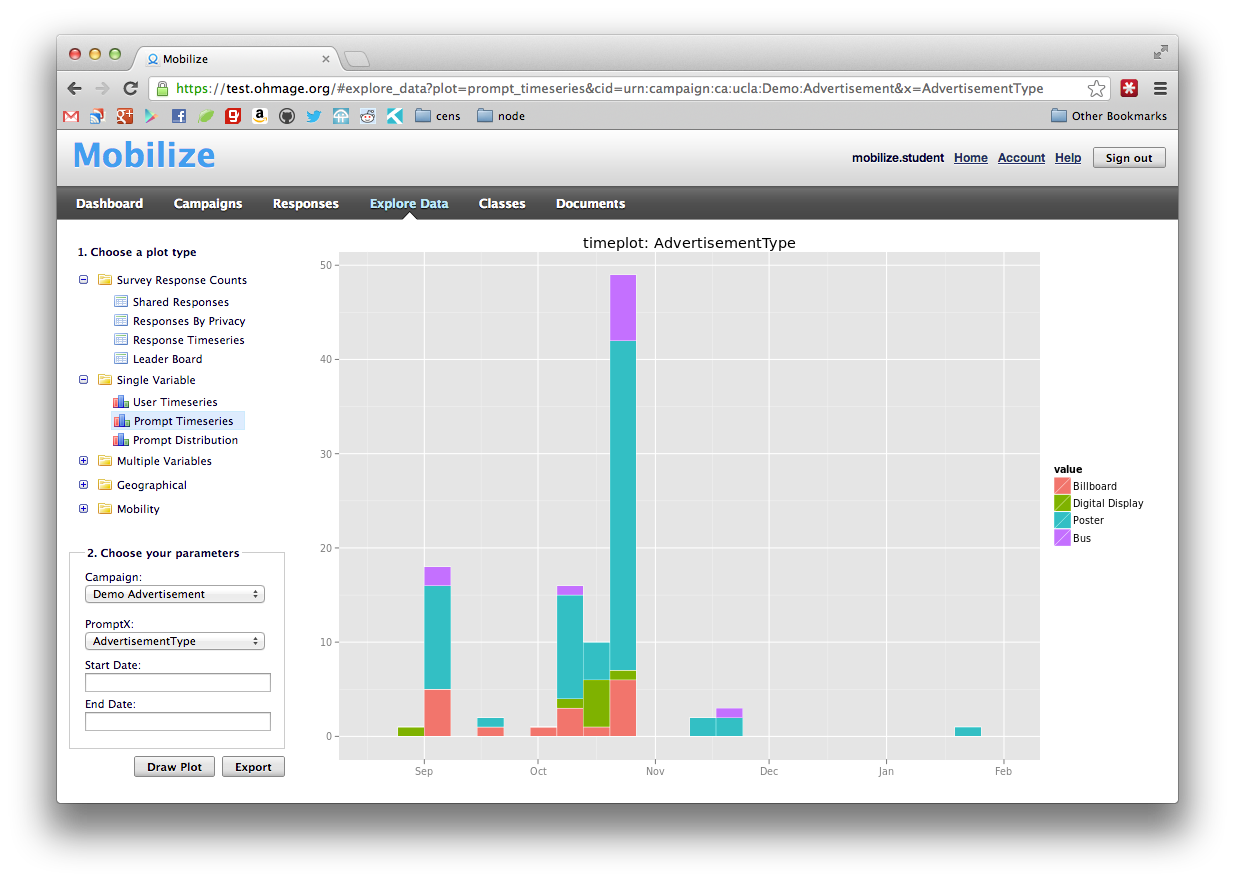 Mobilize
https://test.ohmage.org/#explore_data?plot=prompt_timeseries&cid=urn:campaign:ca:ucla:Demo:Advertisement&x=AdvertisementType
cens
node
Other Bookmarks
Mobilize
mobilize.student Home Account Help Sign out
Dashboard Campaigns Responses Explore Data Classes Documents
1. Choose a plot type
Survey Response Counts
Shared Responses
Responses By Privacy
Response Timeseries
Leader Board
Single Variable
User Timeseries
Prompt Timeseries
Prompt Distribution
Multiple Variables
Geographical
Mobility
2. Choose your parameters
Campaign:
Demo Advertisement
PromptX:
AdvertisementType
Start Date:
End Date:
Draw Plot Export
timeplot: AdvertisementType
50
40
30
20
10
0
Sep Oct Nov Dec Jan Feb
value
Billboard
Digital Display
Poster
Bus